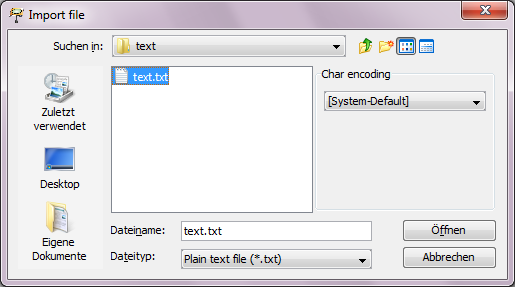 Import file
Suchen in:
text
text.txt
Char encoding
[System-Default]
Zuletzt
verwendet
Desktop
Eigene
Dokumente
Dateiname:
text.txt
Öffnen
Dateityp:
Plain text file (*.txt)
Abbrechen